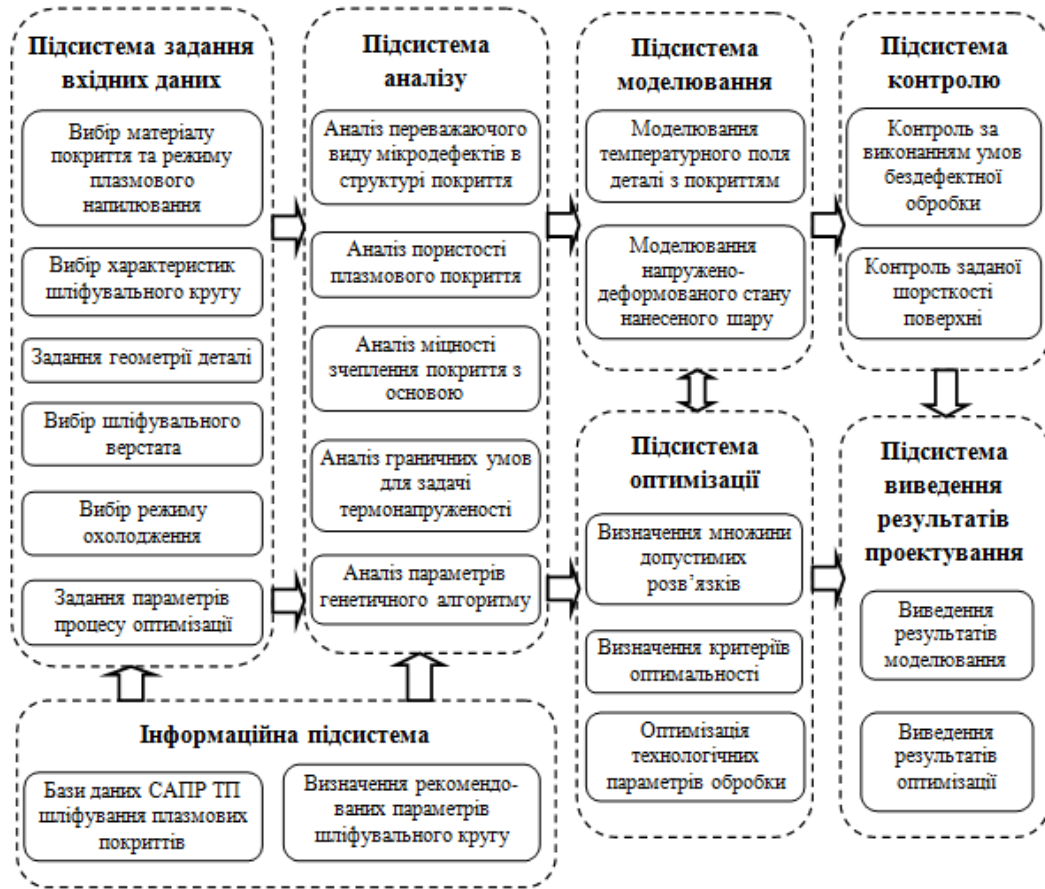 Підсистема задання
вхідних даних
Вибір матеріалу
покриття та режиму
плазмового
напилювання
Вибір характеристик
шліфувального кругу
Задання геометрії деталі
Вибір шліфувального
верстата
Вибір режиму
охолодження
Задання параметрів
процесу оптимізації
Підсистема
аналізу
Аналіз переважаючого
виду мікродефектів в
структурі покриття
Аналіз пористості
плазмового покриття
Аналіз міцності
зчеплення покриття з
основою
Аналіз граничних умов
для задачі
термонапруженості
Аналіз параметрів
генетичного алгоритму
Підсистема
моделювання
Моделювання
температурного поля
деталі з покриттям
Моделювання
напружено-
деформованого стану
нанесеного шару
Підсистема
контролю
Контроль за
виконанням умов
бездефектної
обробки
Контроль заданої
шорсткості
поверхні
Підсистема
оптимізації
Визначення множини
допустимих
розв’язків
Визначення критеріїв
оптимальності
Оптимізація
технологічних
параметрів обробки
Підсистема
виведення
результатів
проектування
Виведення
результатів
моделювання
Виведення
результатів
оптимізації
Інформаційна підсистема
Бази даних САПР ТП
шліфування плазмових
покриттів
Визначення рекомендо-
ваних параметрів
шліфувального кругу